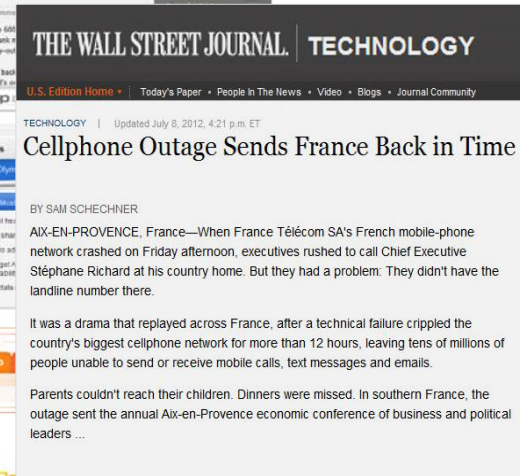 THE WALL STREET JOURNAL. | TECHNOLOGY
U.S. Edition Home Today's Paper • People In The News • Video • Blogs • Journal Community
TECHNOLOGY | Updated July 8, 2012, 4:21 p.m. ET
Cellphone Outage Sends France Back in Time
BY SAM SCHECHNER
AIX-EN-PROVENCE, France—When France Télécom SA's French mobile-phone
network crashed on Friday afternoon, executives rushed to call Chief Executive
Stéphane Richard at his country home. But they had a problem: They didn't have the
landline number there.
It was a drama that replayed across France, after a technical failure crippled the
country's biggest cellphone network for more than 12 hours, leaving tens of millions of
people unable to send or receive mobile calls, text messages and emails.
Parents couldn't reach their children. Dinners were missed. In southern France, the
outage sent the annual Aix-en-Provence economic conference of business and political
leaders ...